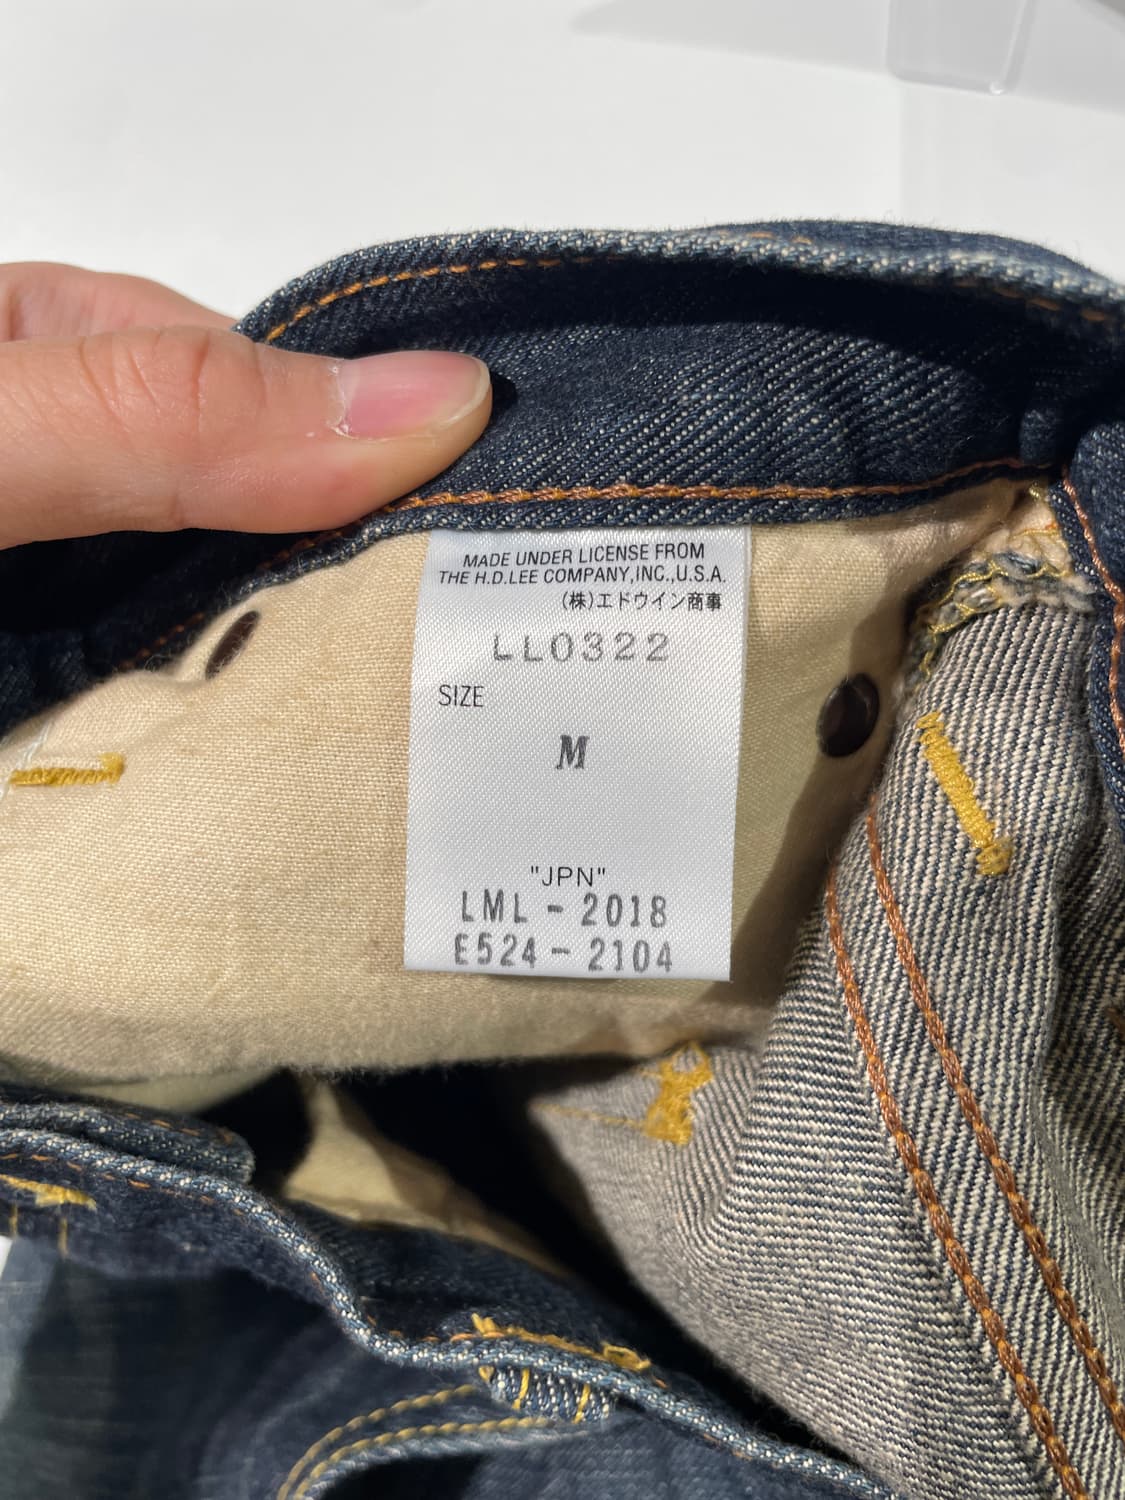 MADE UNDER LICENSE FROM
THE H.D.LEE COMPANY,INC.,U.S.A.
(株)エドウイン商事
LL0322
SIZE
M
"JPN"
LML-2018
E524-2104